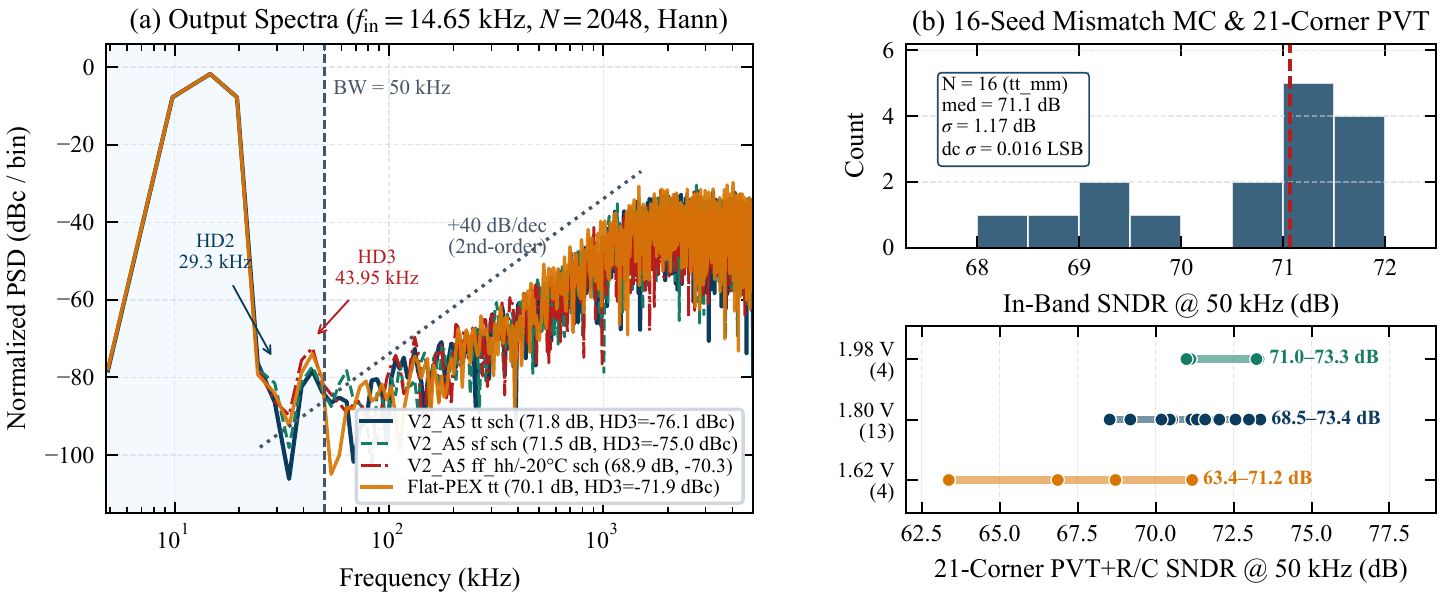 (a) Output Spectra (fin = 14.65 kHz, N = 2048, Hann)
Normalized PSD (dBc / bin)
0
−20
−40
−60
−80
−100
BW = 50 kHz
+40 dB/dec
(2nd-order)
HD2
29.3 kHz
HD3
43.95 kHz
V2_A5 tt sch (71.8 dB, HD3=-76.1 dBc)
V2_A5 sf sch (71.5 dB, HD3=-75.0 dBc)
V2_A5 ff_hh/-20°C sch (68.9 dB, -70.3)
Flat-PEX tt (70.1 dB, HD3=-71.9 dBc)
10¹ 10² 10³
Frequency (kHz)
(b) 16-Seed Mismatch MC & 21-Corner PVT
Count
6
4
2
0
N = 16 (tt_mm)
med = 71.1 dB
σ = 1.17 dB
dc σ = 0.016 LSB
68 69 70 71 72
In-Band SNDR @ 50 kHz (dB)
1.98 V
(4)
71.0–73.3 dB
1.80 V
(13)
68.5–73.4 dB
1.62 V
(4)
63.4–71.2 dB
62.5 65.0 67.5 70.0 72.5 75.0 77.5
21-Corner PVT+R/C SNDR @ 50 kHz (dB)